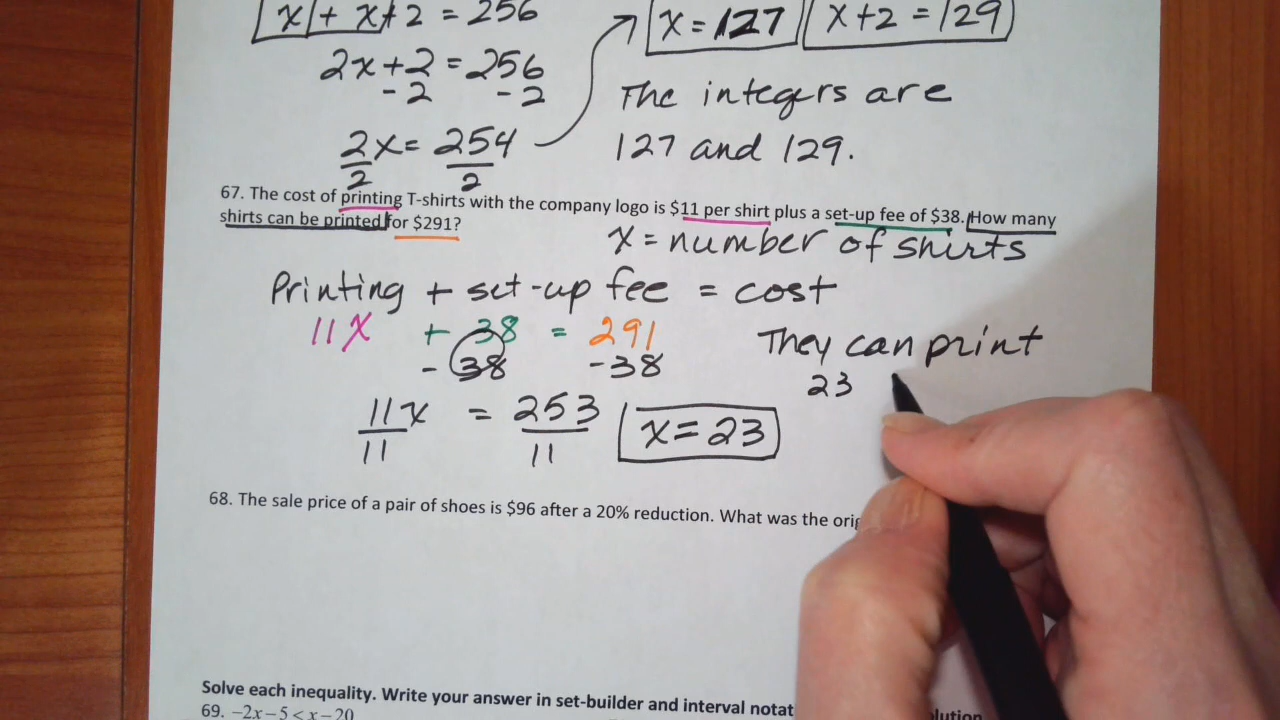 x + x+2 = 256
x = 127 x+2 = 129
2x+2 = 256
-2 -2
The integers are
2x = 254
2 2
127 and 129.
67. The cost of printing T-shirts with the company logo is $11 per shirt plus a set-up fee of $38. How many
shirts can be printed for $291?
x = number of shirts
Printing + set-up fee = cost
11x + 38 = 291
They can print
- 38 -38
23
11x = 253
11 11
x = 23
68. The sale price of a pair of shoes is $96 after a 20% reduction. What was the orig
Solve each inequality. Write your answer in set-builder and interval notat
69. -2x-5<x-20